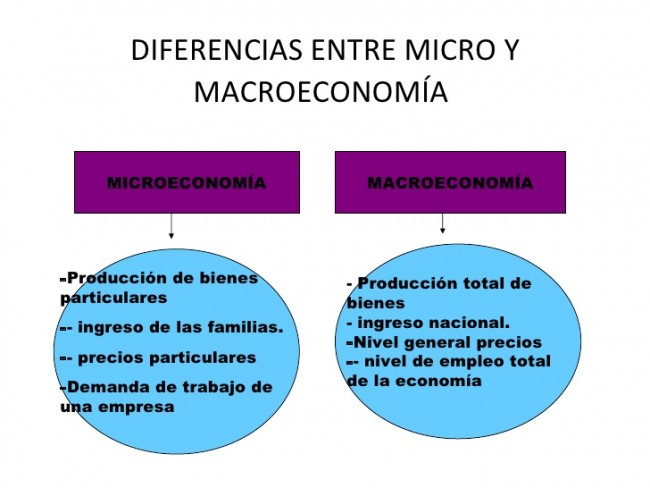 DIFERENCIAS ENTRE MICRO Y
MACROECONOMÍA
MICROECONOMÍA
-Producción de bienes
particulares
-- ingreso de las familias.
-- precios particulares
-Demanda de trabajo de
una empresa
MACROECONOMÍA
- Producción total de
bienes
- ingreso nacional.
-Nivel general precios
-- nivel de empleo total
de la economía